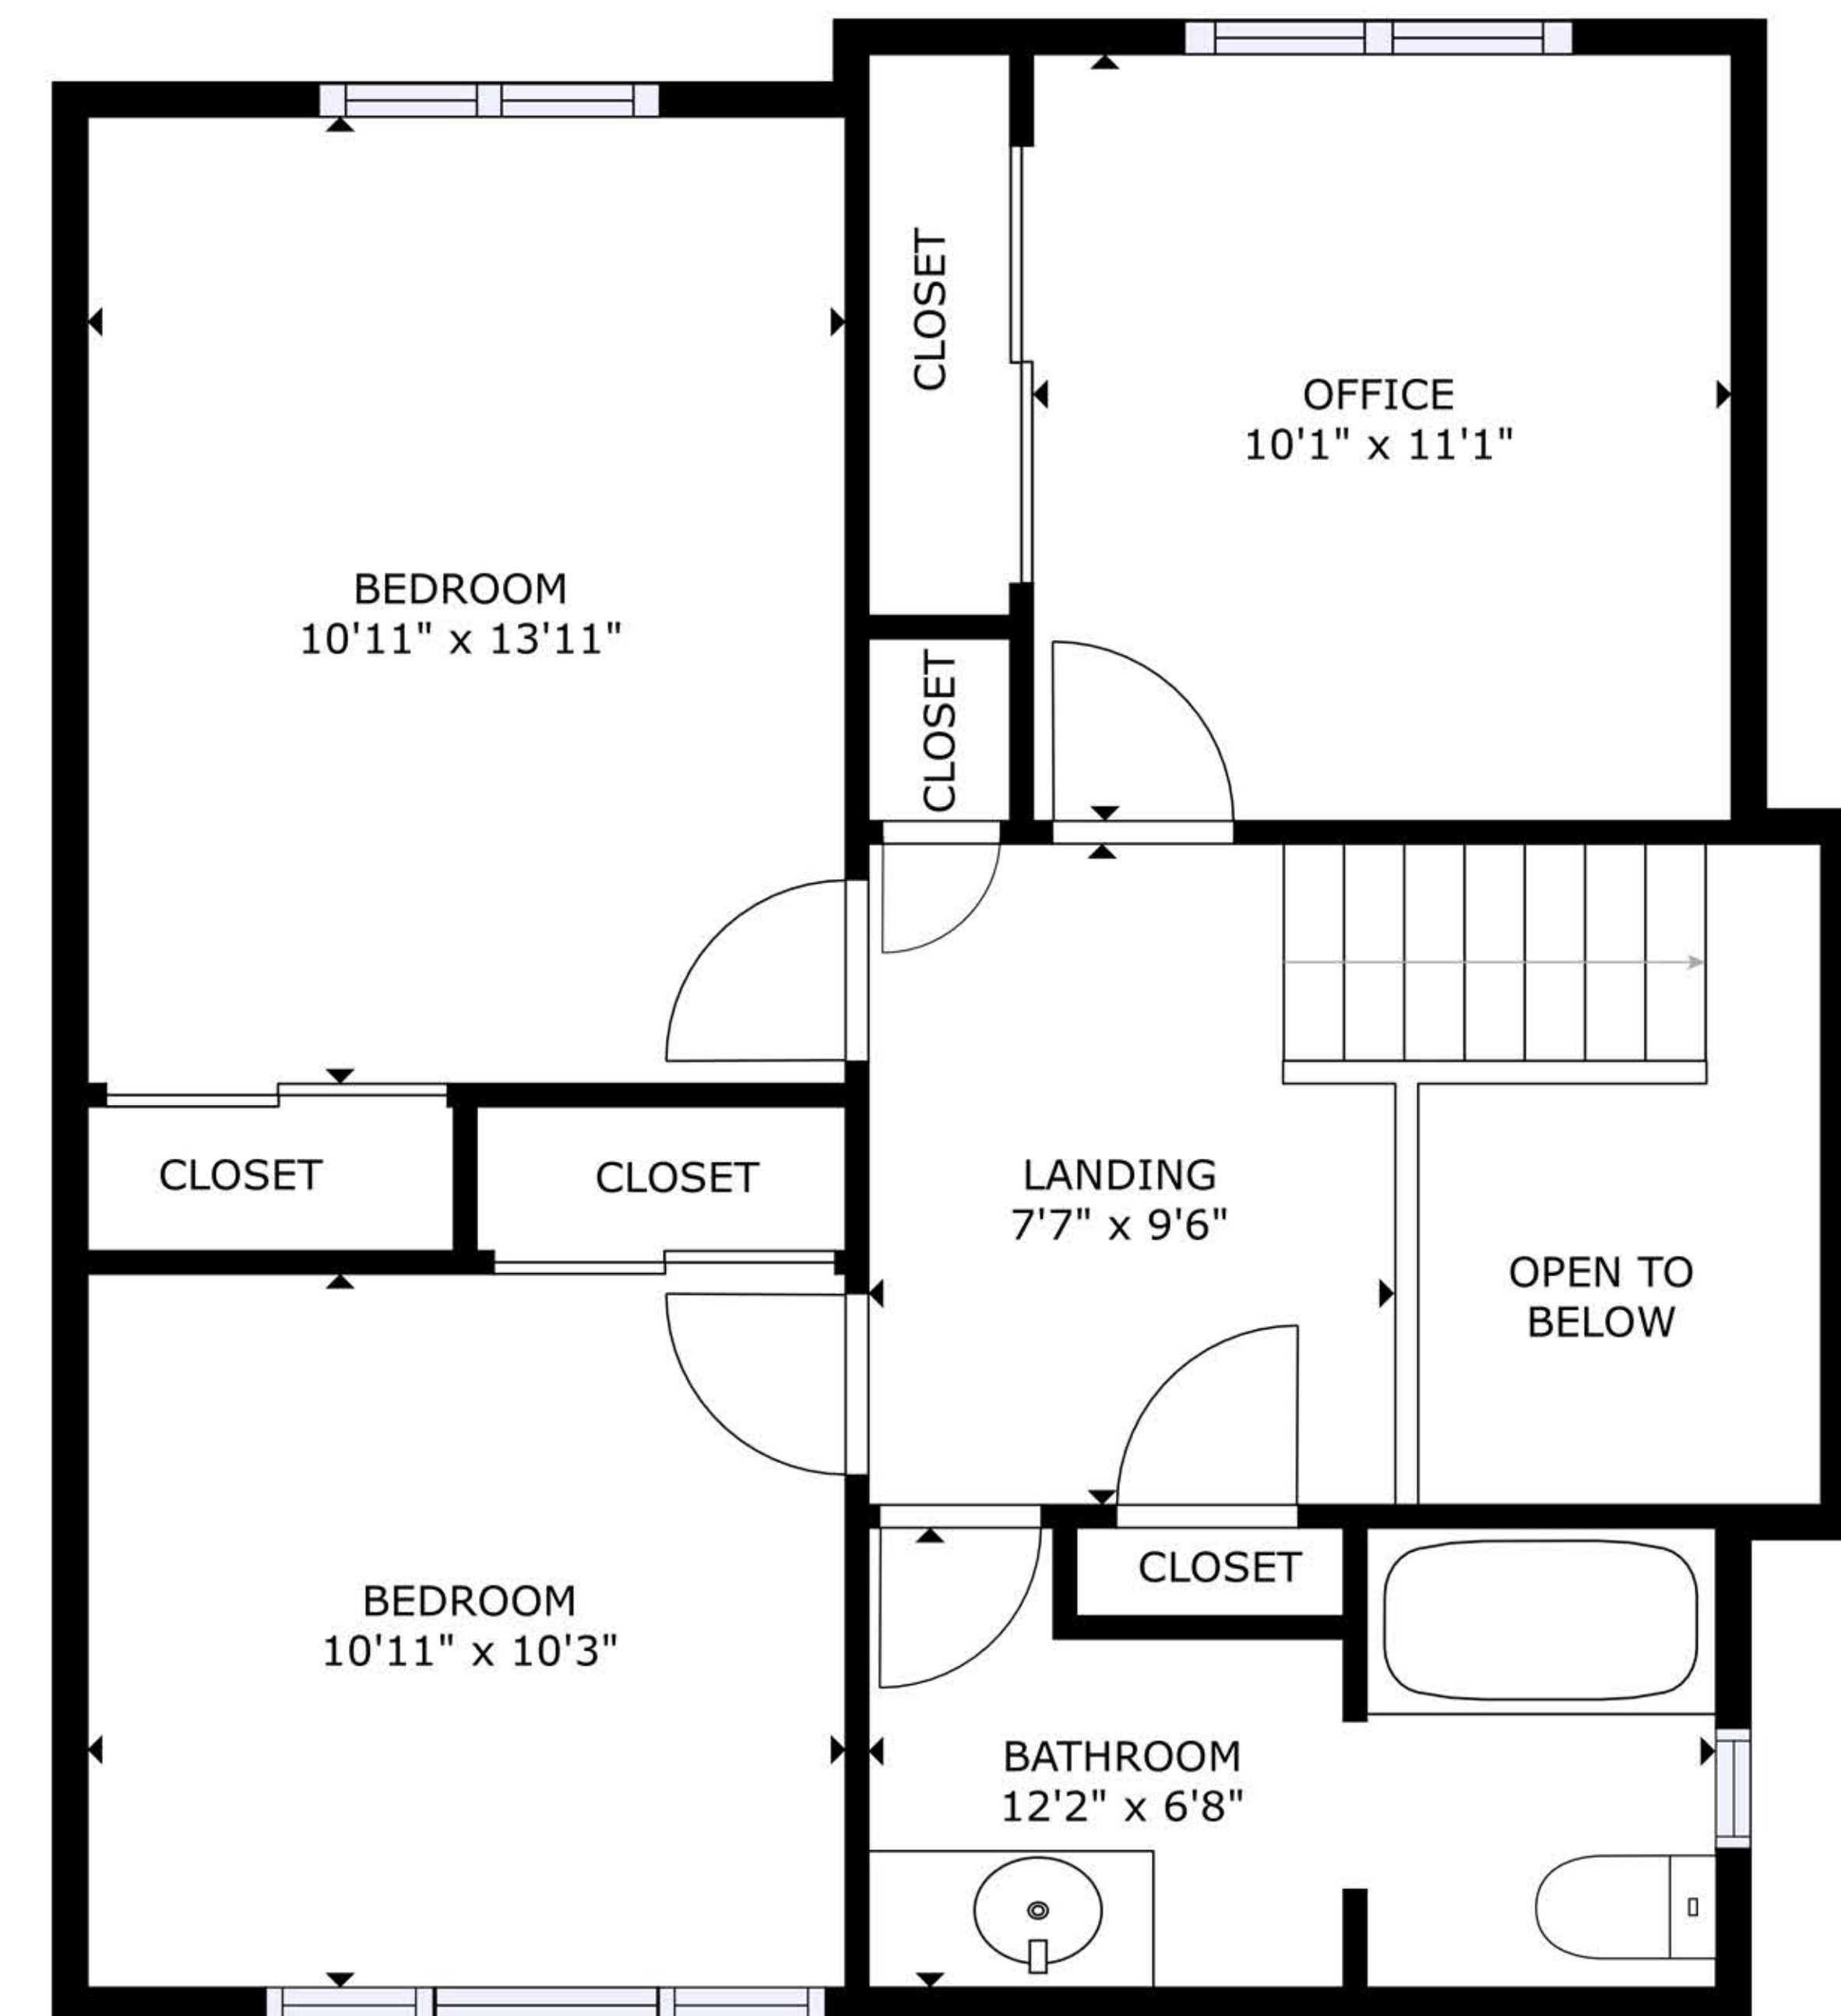 CLOSET
OFFICE
10'1" x 11'1"
BEDROOM
10'11" x 13'11"
CLOSET
CLOSET
CLOSET
LANDING
7'7" x 9'6"
OPEN TO
BELOW
CLOSET
BEDROOM
10'11" x 10'3"
BATHROOM
12'2" x 6'8"